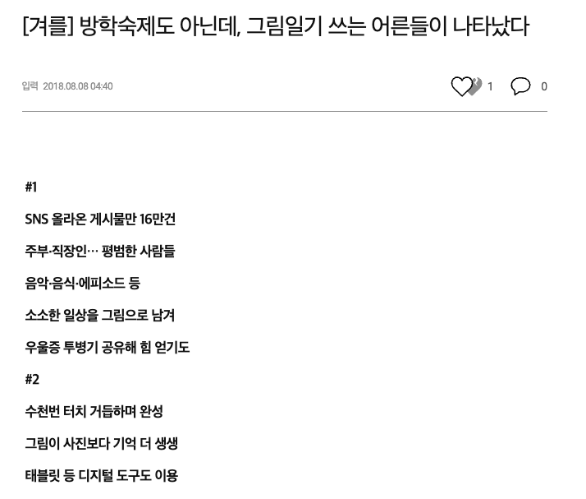 [겨를] 방학숙제도 아닌데, 그림일기 쓰는 어른들이 나타났다
입력 2018.08.08 04:40
1 0
#1
SNS 올라온 게시물만 16만건
주부·직장인… 평범한 사람들
음악·음식·에피소드 등
소소한 일상을 그림으로 남겨
우울증 투병기 공유해 힘 얻기도
#2
수천번 터치 거듭하며 완성
그림이 사진보다 기억 더 생생
태블릿 등 디지털 도구도 이용